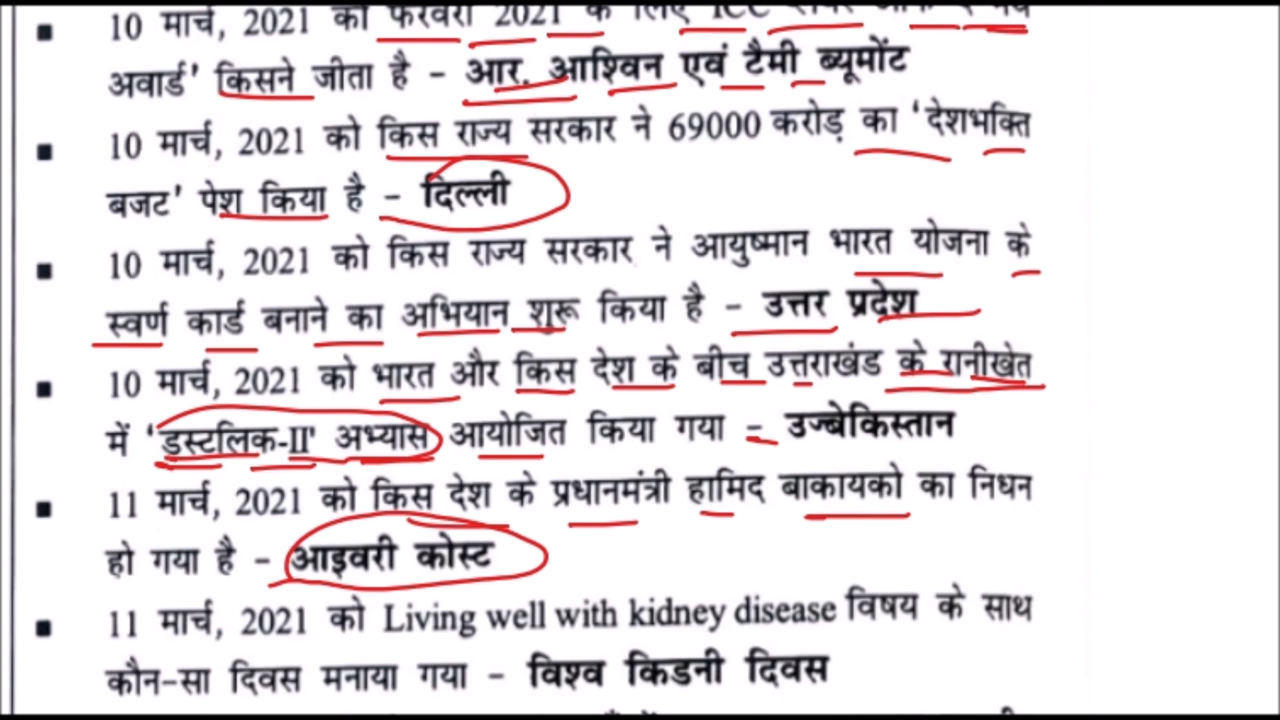 10 मार्च, 2021 को फरवरी 2021 के लिए ICC
अवार्ड' किसने जीता है - आर. आश्विन एवं टैमी ब्यूमोंट
10 मार्च, 2021 को किस राज्य सरकार ने 69000 करोड़ का 'देशभक्ति
बजट' पेश किया है - दिल्ली
10 मार्च, 2021 को किस राज्य सरकार ने आयुष्मान भारत योजना के
स्वर्ण कार्ड बनाने का अभियान शुरू किया है - उत्तर प्रदेश
10 मार्च, 2021 को भारत और किस देश के बीच उत्तराखंड के रानीखेत
में 'डस्टलिक-II' अभ्यास आयोजित किया गया - उज्बेकिस्तान
11 मार्च, 2021 को किस देश के प्रधानमंत्री हामिद बाकायको का निधन
हो गया है - आइवरी कोस्ट
11 मार्च, 2021 को Living well with kidney disease विषय के साथ
कौन-सा दिवस मनाया गया - विश्व किडनी दिवस